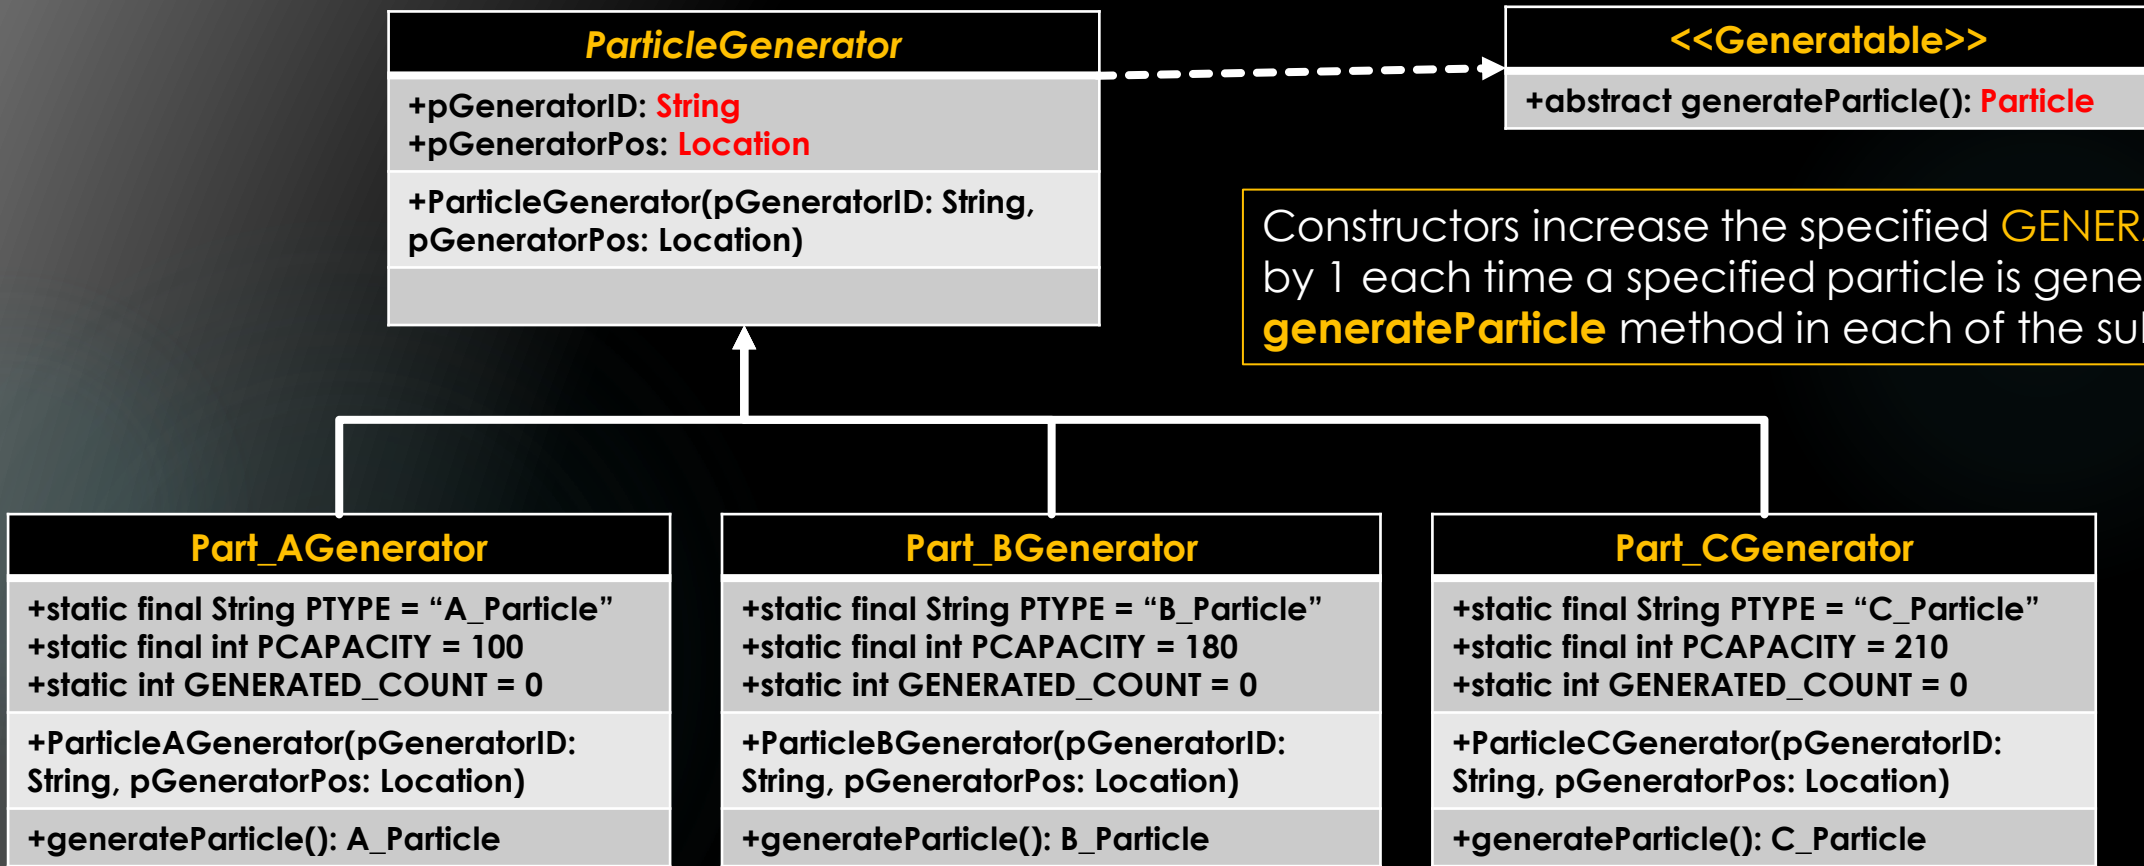 ParticleGenerator
+pGeneratorID: String
+pGeneratorPos: Location
+ParticleGenerator(pGeneratorID: String,
pGeneratorPos: Location)
<<Generatable>>
+abstract generateParticle(): Particle
Constructors increase the specified
by 1 each time a specified particle is
generateParticle method in each of the
Part_AGenerator
+static final String PTYPE = “A_Particle”
+static final int PCAPACITY = 100
+static int GENERATED_COUNT = 0
+ParticleAGenerator(pGeneratorID:
String, pGeneratorPos: Location)
+generateParticle(): A_Particle
Part_BGenerator
+static final String PTYPE = “B_Particle”
+static final int PCAPACITY = 180
+static int GENERATED_COUNT = 0
+ParticleBGenerator(pGeneratorID:
String, pGeneratorPos: Location)
+generateParticle(): B_Particle
Part_CGenerator
+static final String PTYPE = “C_Particle”
+static final int PCAPACITY = 210
+static int GENERATED_COUNT = 0
+ParticleCGenerator(pGeneratorID:
String, pGeneratorPos: Location)
+generateParticle(): C_Particle